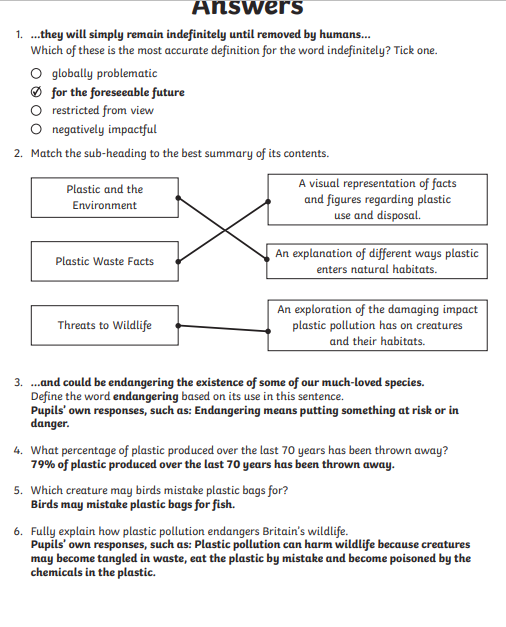 Answers
1. ...they will simply remain indefinitely until removed by humans...
Which of these is the most accurate definition for the word indefinitely? Tick one.
globally problematic
for the foreseeable future
restricted from view
negatively impactful
2. Match the sub-heading to the best summary of its contents.
Plastic and the
Environment
A visual representation of facts
and figures regarding plastic
use and disposal.
Plastic Waste Facts
An explanation of different ways plastic
enters natural habitats.
Threats to Wildlife
An exploration of the damaging impact
plastic pollution has on creatures
and their habitats.
3. ...and could be endangering the existence of some of our much-loved species.
Define the word endangering based on its use in this sentence.
Pupils' own responses, such as: Endangering means putting something at risk or in
danger.
4. What percentage of plastic produced over the last 70 years has been thrown away?
79% of plastic produced over the last 70 years has been thrown away.
5. Which creature may birds mistake plastic bags for?
Birds may mistake plastic bags for fish.
6. Fully explain how plastic pollution endangers Britain's wildlife.
Pupils' own responses, such as: Plastic pollution can harm wildlife because creatures
may become tangled in waste, eat the plastic by mistake and become poisoned by the
chemicals in the plastic.